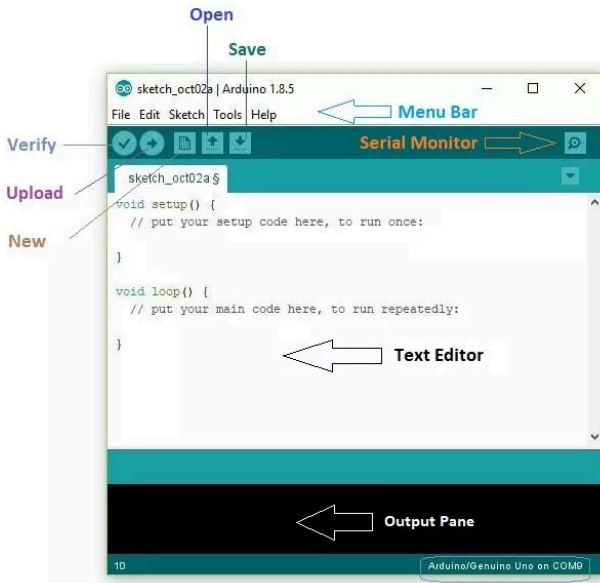 Open
Save
sketch_oct02a | Arduino 1.8.5
File Edit Sketch Tools Help
Menu Bar
Verify
Serial Monitor
Upload
sketch_oct02a §
New
void setup() {
// put your setup code here, to run once:
}
void loop() {
// put your main code here, to run repeatedly:
}
Text Editor
Output Pane
10
Arduino/Genuino Uno on COM9